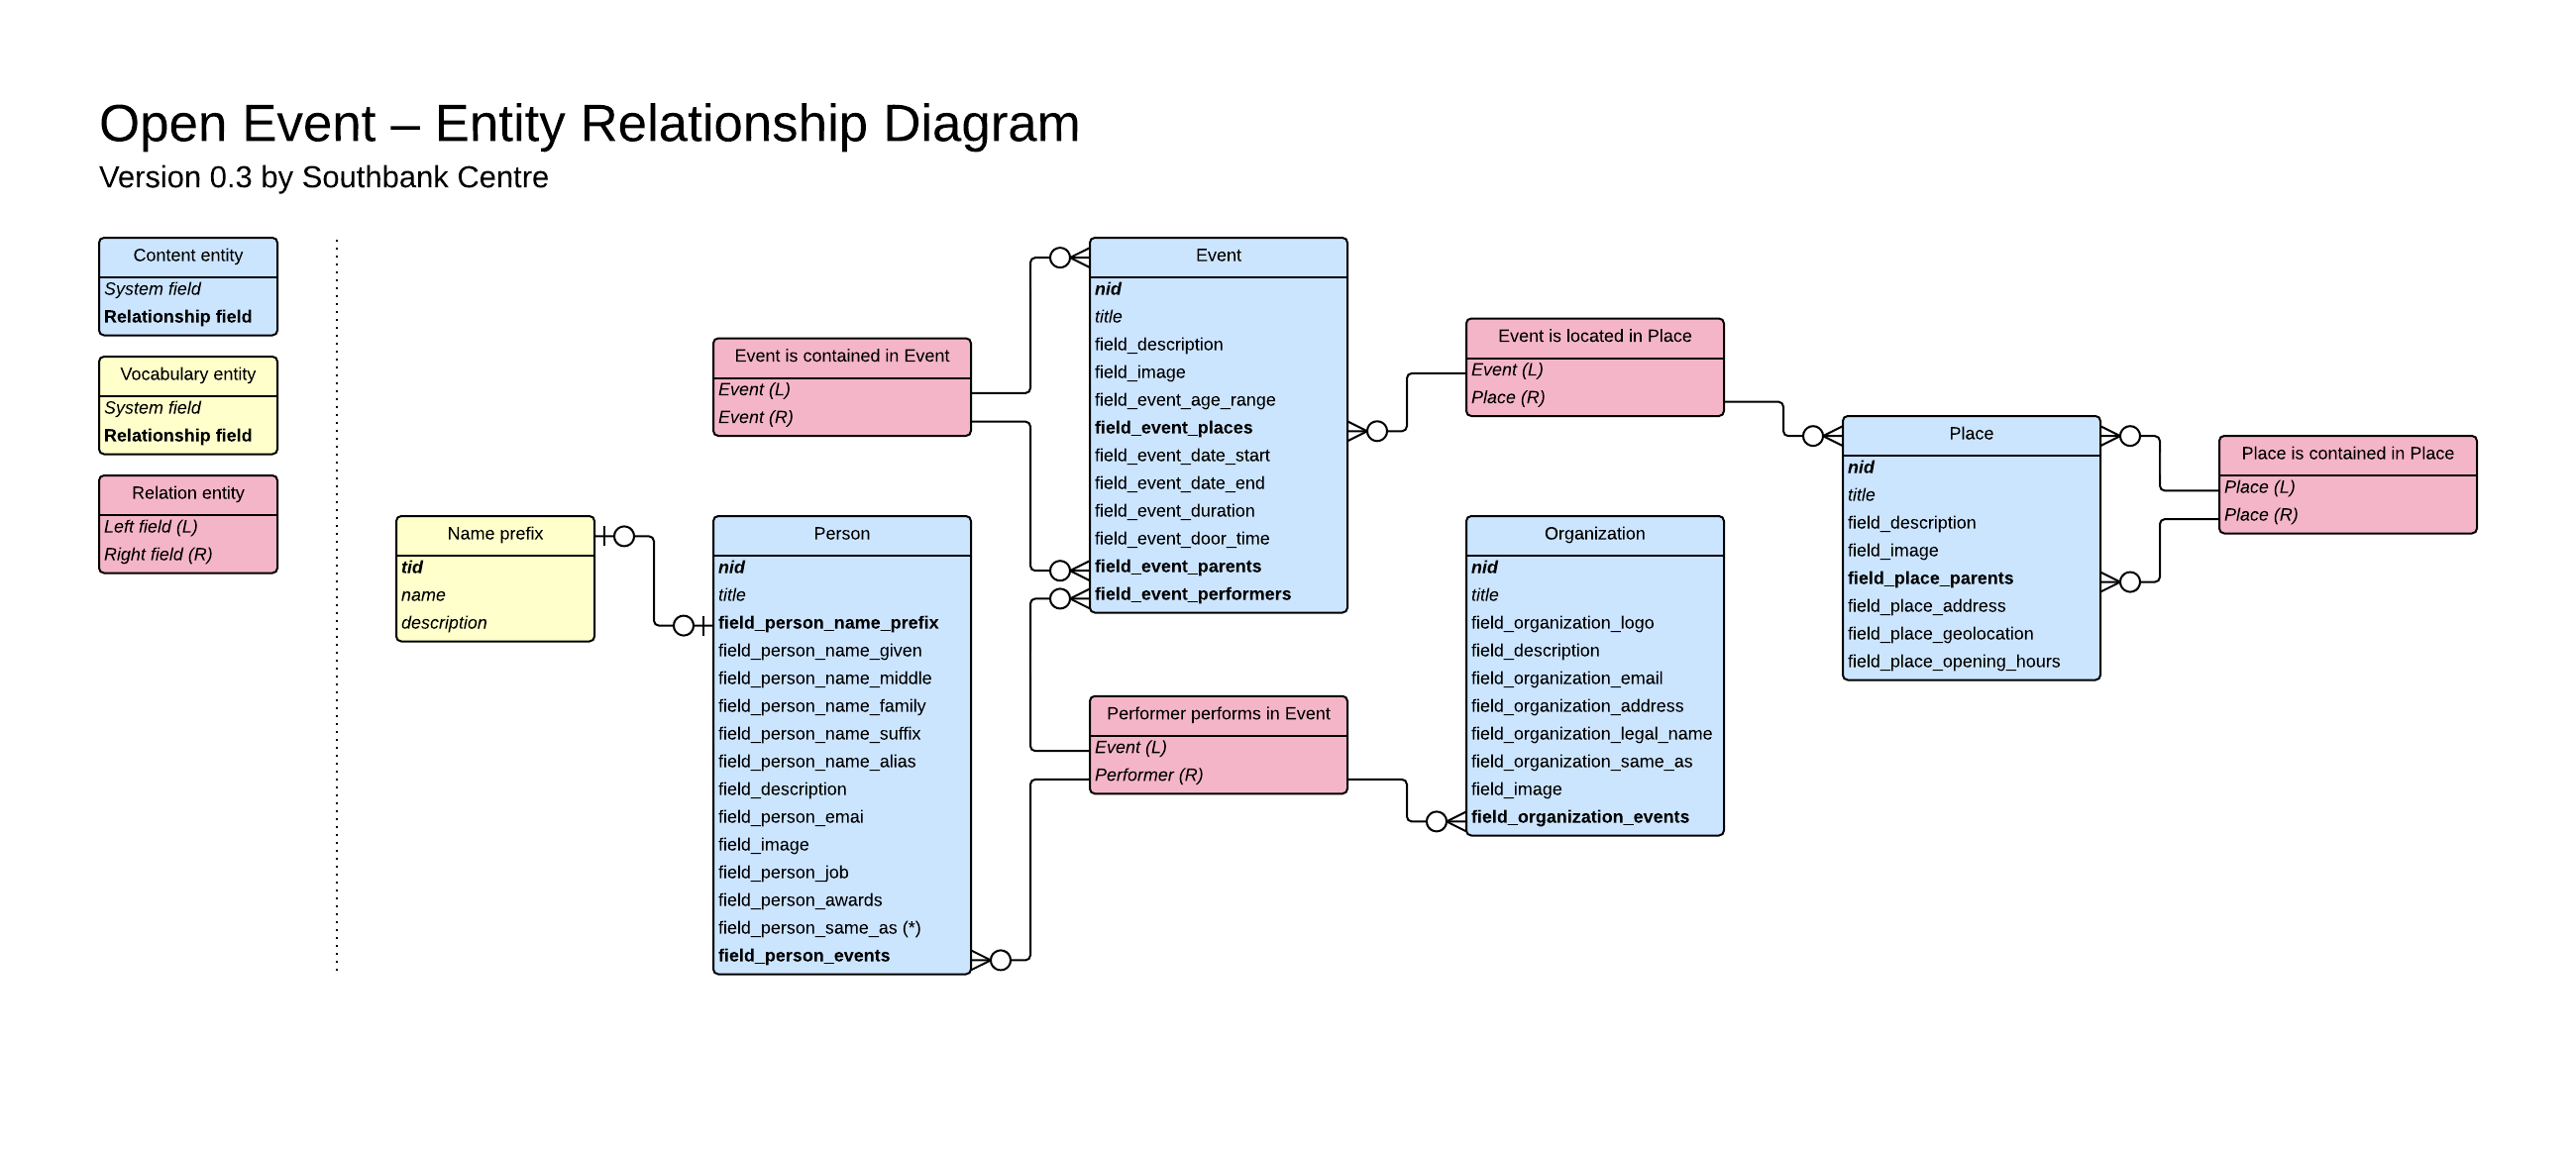 Open Event – Entity Relationship Diagram
Version 0.3 by Southbank Centre
Content entity
System field
Relationship field
Vocabulary entity
System field
Relationship field
Relation entity
Left field (L)
Right field (R)
Name prefix
tid
name
description
Event is contained in Event
Event (L)
Event (R)
Person
nid
title
field_person_name_prefix
field_person_name_given
field_person_name_middle
field_person_name_family
field_person_name_suffix
field_person_name_alias
field_description
field_person_emai
field_image
field_person_job
field_person_awards
field_person_same_as (*)
field_person_events
Event
nid
title
field_description
field_image
field_event_age_range
field_event_places
field_event_date_start
field_event_date_end
field_event_duration
field_event_door_time
field_event_parents
field_event_performers
Performer performs in Event
Event (L)
Performer (R)
Event is located in Place
Event (L)
Place (R)
Organization
nid
title
field_organization_logo
field_description
field_organization_email
field_organization_address
field_organization_legal_name
field_organization_same_as
field_image
field_organization_events
Place
nid
title
field_description
field_image
field_place_parents
field_place_address
field_place_geolocation
field_place_opening_hours
Place is contained in Place
Place (L)
Place (R)